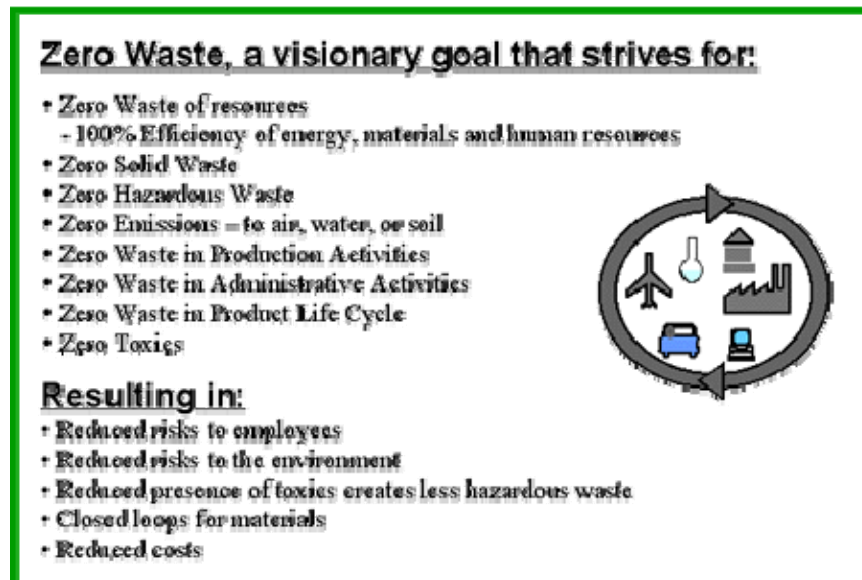 Zero Waste, a visionary goal that strives for:
• Zero Waste of resources
- 100% Efficiency of energy, materials and human resources
• Zero Solid Waste
• Zero Hazardous Waste
• Zero Emissions – to air, water, or soil
• Zero Waste in Production Activities
• Zero Waste in Administrative Activities
• Zero Waste in Product Life Cycle
• Zero Toxics
Resulting in:
• Reduced risks to employees
• Reduced risks to the environment
• Reduced presence of toxics creates less hazardous waste
• Closed loops for materials
• Reduced costs